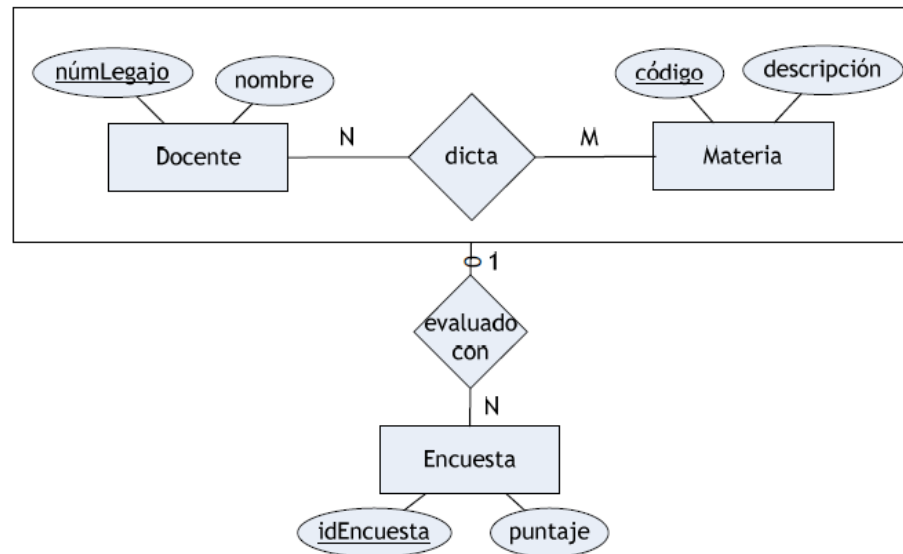 númLegajo
nombre
código
descripción
Docente
N
dicta
M
Materia
1
evaluado
con
N
Encuesta
idEncuesta
puntaje